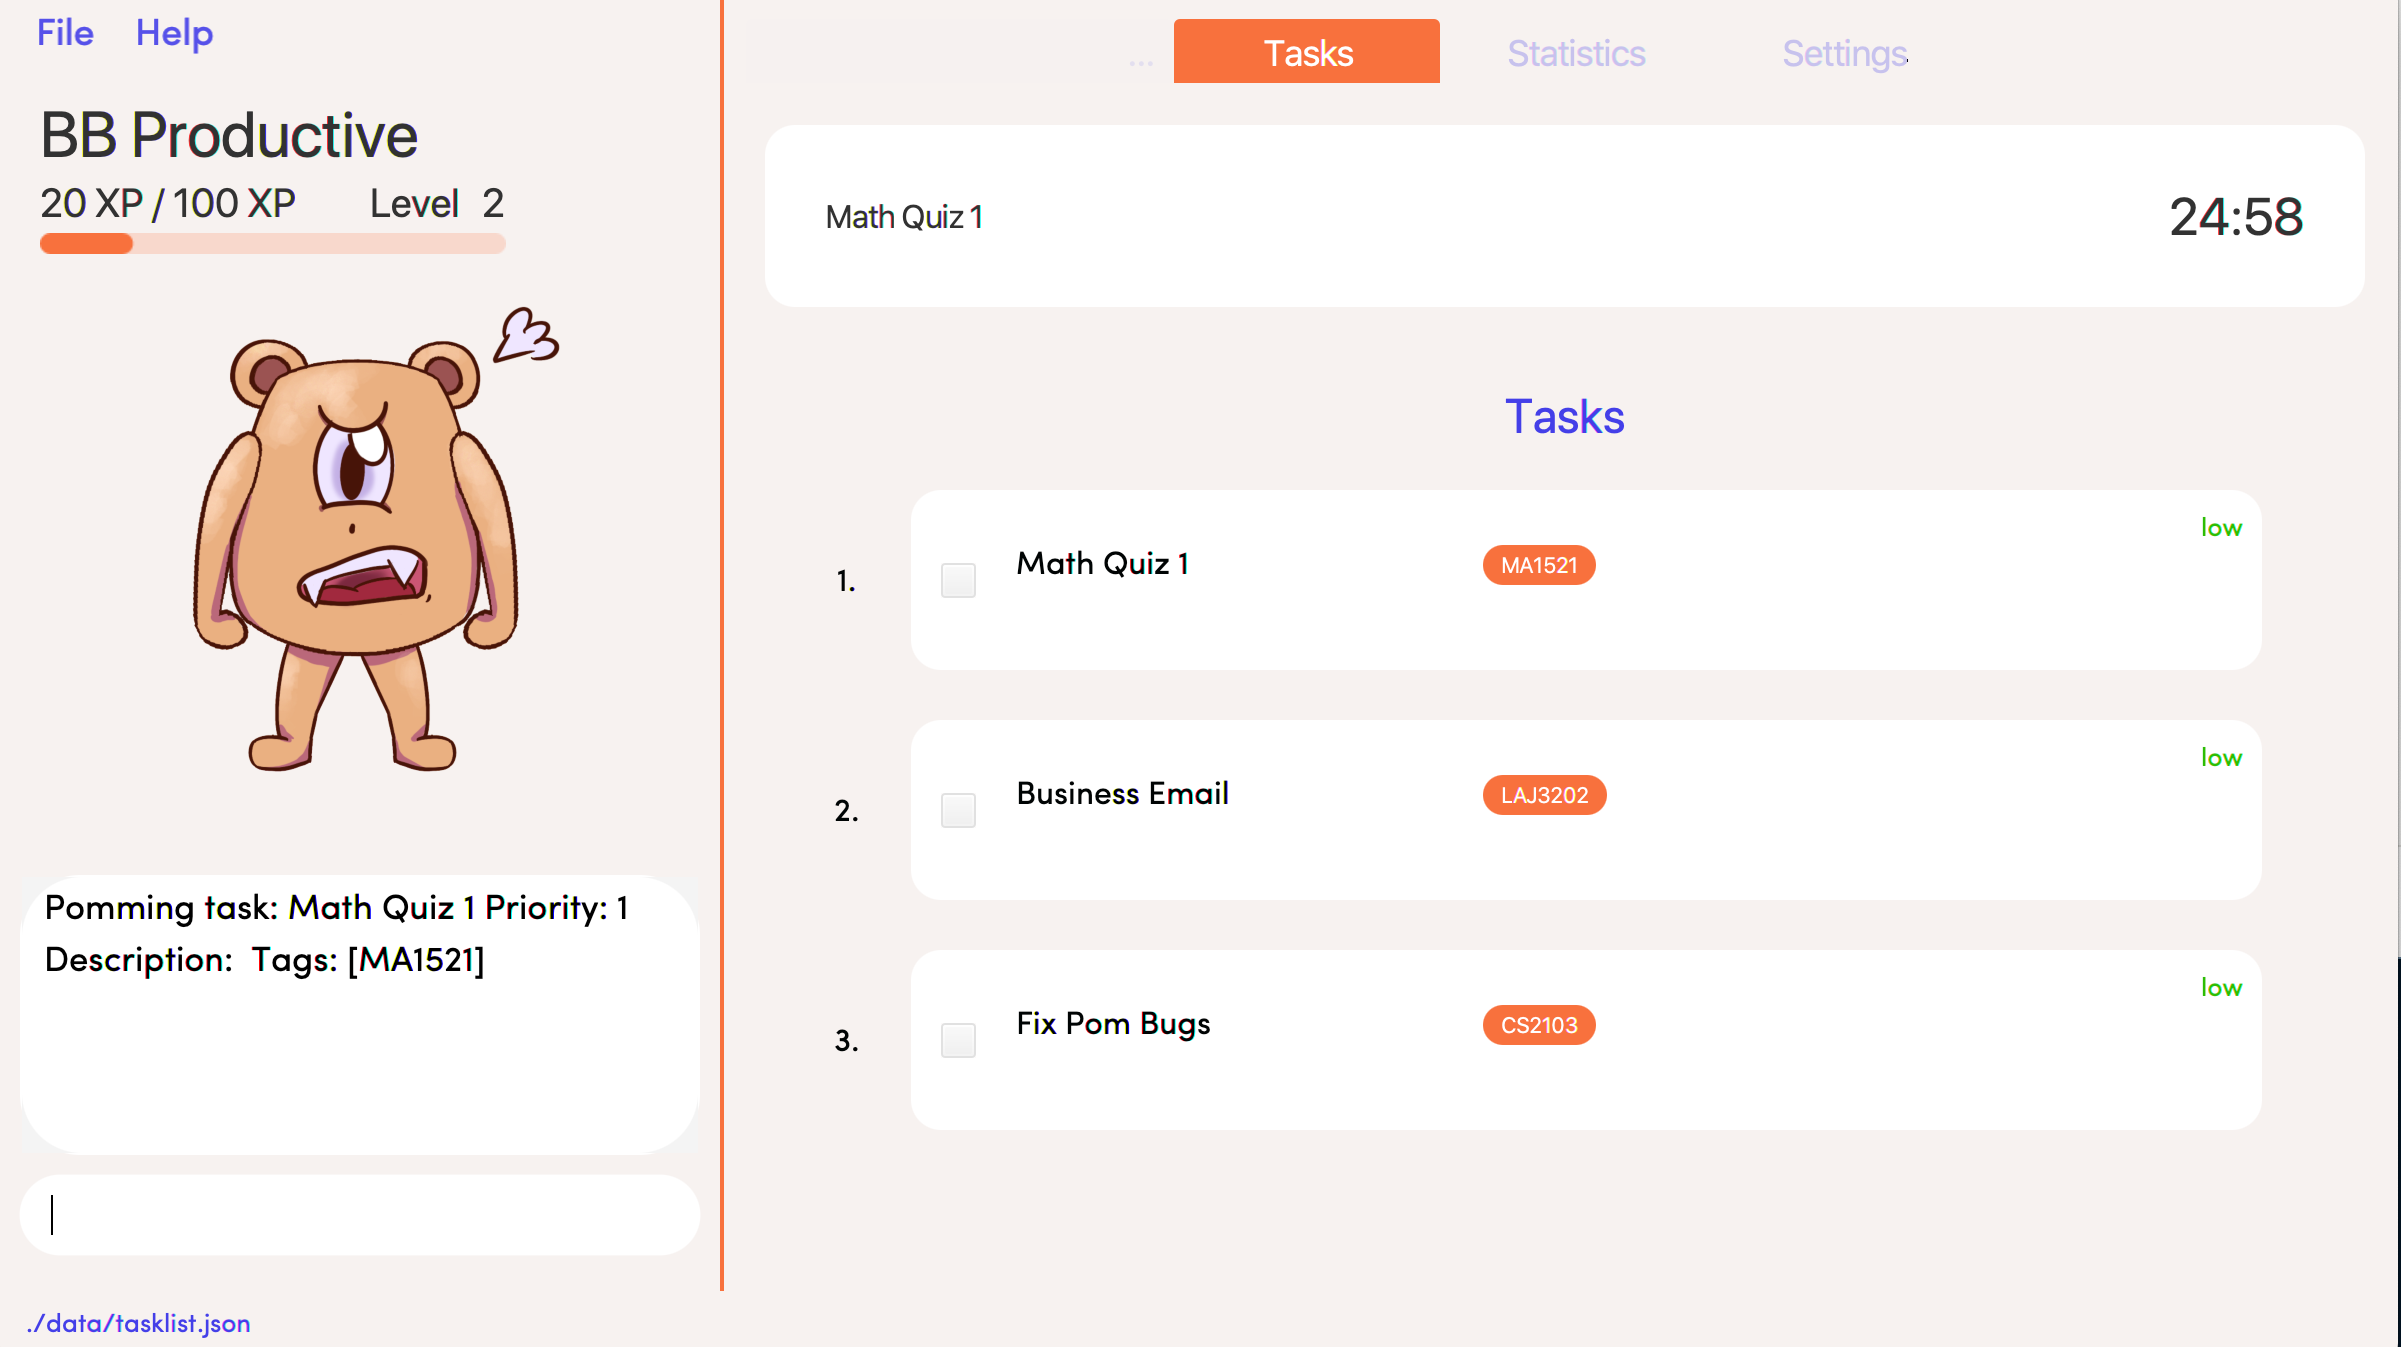 File Help
BB Productive
20 XP / 100 XP Level 2
Pomming task: Math Quiz 1 Priority: 1
Description: Tags: [MA1521]
./data/tasklist.json
... Tasks Statistics Settings
Math Quiz 1 24:58
Tasks
1. Math Quiz 1 MA1521 low
2. Business Email LAJ3202 low
3. Fix Pom Bugs CS2103 low